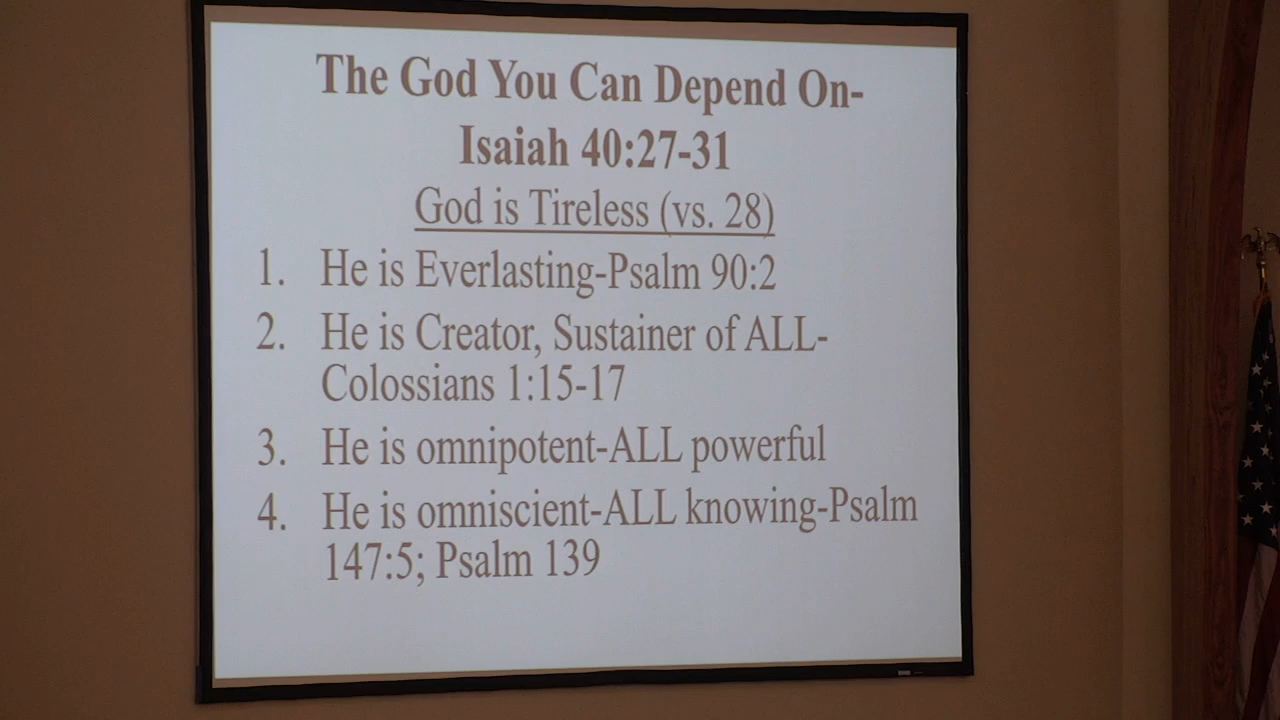 The God You Can Depend On-
Isaiah 40:27-31
God is Tireless (vs. 28)
1. He is Everlasting-Psalm 90:2
2. He is Creator, Sustainer of ALL-
Colossians 1:15-17
3. He is omnipotent-ALL powerful
4. He is omniscient-ALL knowing-Psalm
147:5; Psalm 139